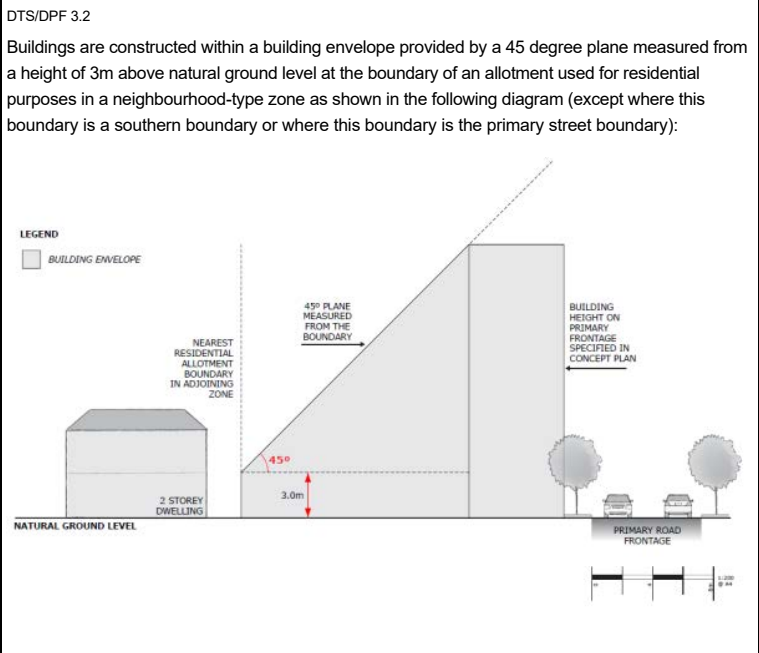 DTS/DPF 3.2
Buildings are constructed within a building envelope provided by a 45 degree plane measured from
a height of 3m above natural ground level at the boundary of an allotment used for residential
purposes in a neighbourhood-type zone as shown in the following diagram (except where this
boundary is a southern boundary or where this boundary is the primary street boundary):
LEGEND
BUILDING ENVELOPE
45° PLANE
MEASURED
FROM THE
BOUNDARY
BUILDING
HEIGHT ON
PRIMARY
FRONTAGE
SPECIFIED IN
CONCEPT PLAN
NEAREST
RESIDENTIAL
ALLOTMENT
BOUNDARY
IN ADJOINING
ZONE
45°
3.0m
2 STOREY
DWELLING
NATURAL GROUND LEVEL
PRIMARY ROAD
FRONTAGE
1:200
@ A4